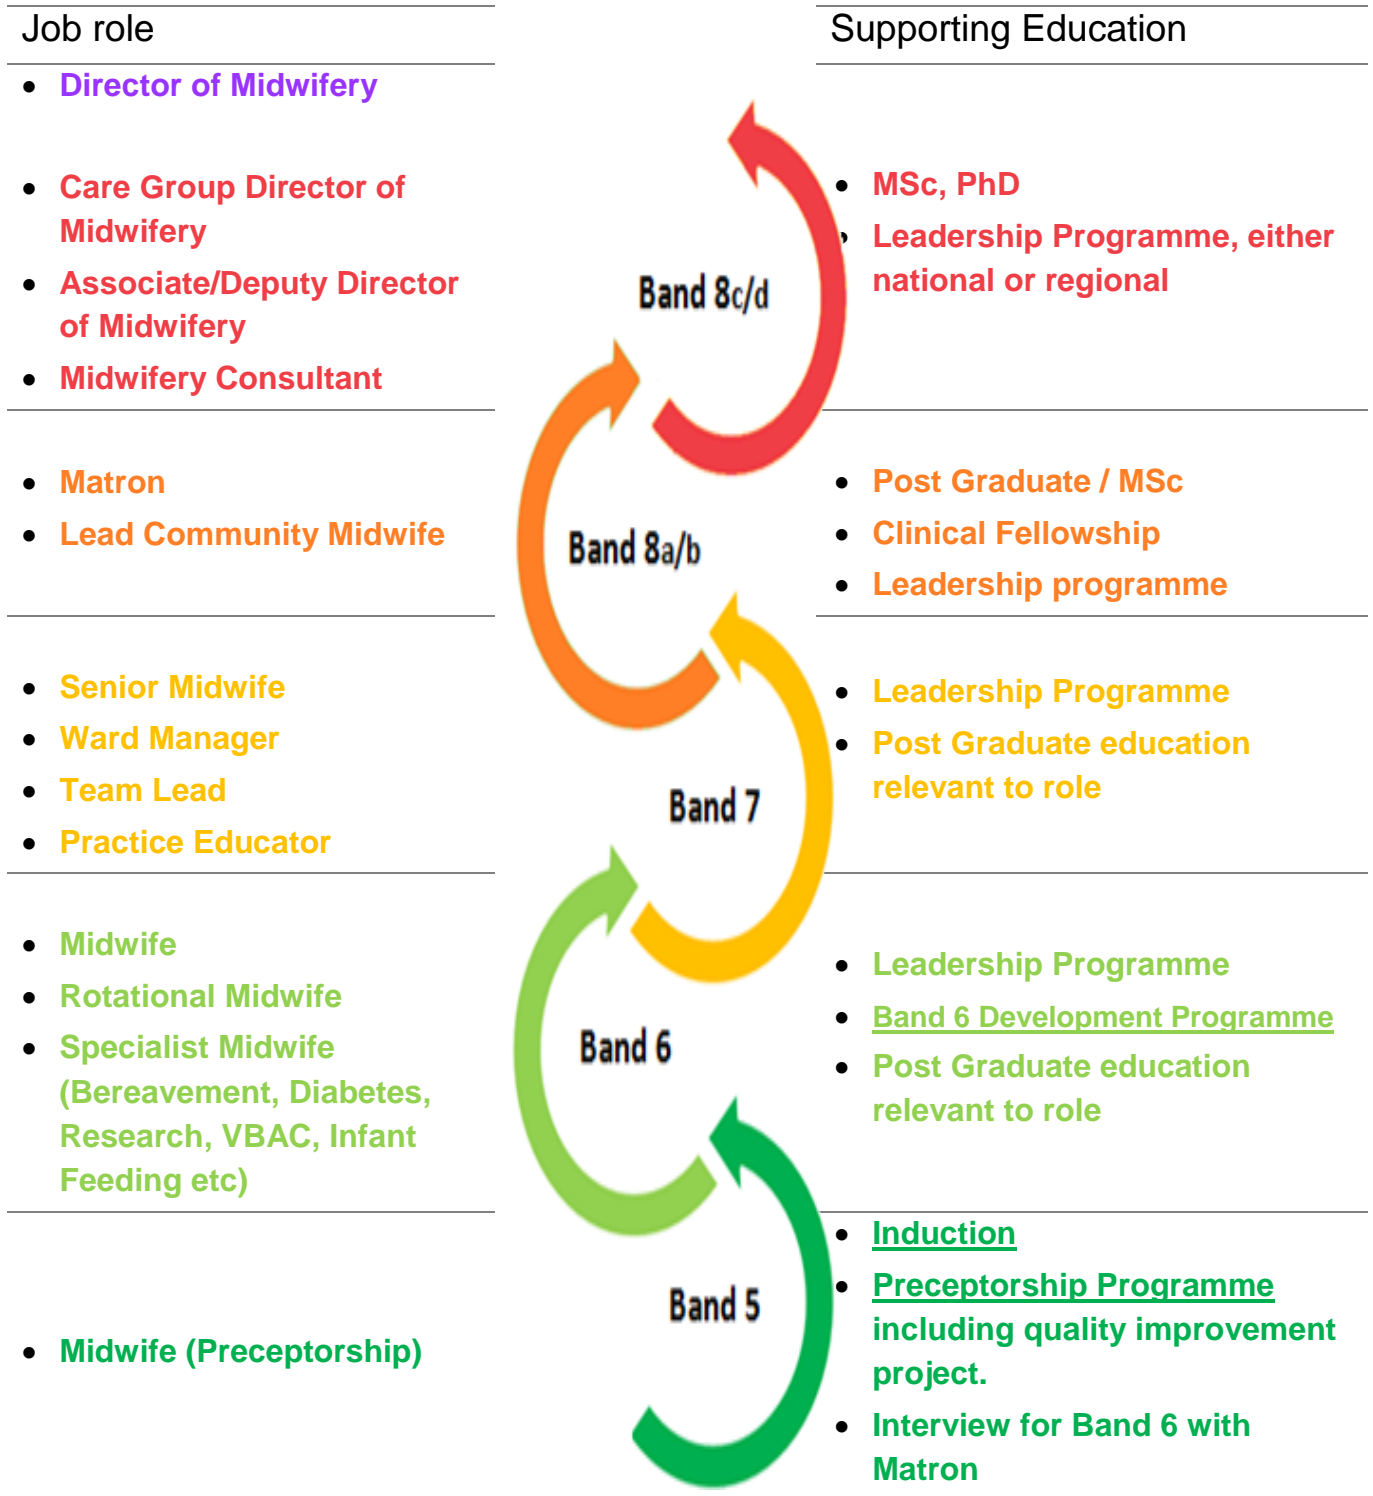 Job role
Supporting Education
• Director of Midwifery
• Care Group Director of
Midwifery
• Associate/Deputy Director
of Midwifery
• Midwifery Consultant
Band 8c/d
• MSc, PhD
• Leadership Programme, either
national or regional
• Matron
• Lead Community Midwife
Band 8a/b
• Post Graduate / MSc
• Clinical Fellowship
• Leadership programme
• Senior Midwife
• Ward Manager
• Team Lead
• Practice Educator
Band 7
• Leadership Programme
• Post Graduate education
relevant to role
• Midwife
• Rotational Midwife
• Specialist Midwife
(Bereavement, Diabetes,
Research, VBAC, Infant
Feeding etc)
Band 6
• Leadership Programme
• Band 6 Development Programme
• Post Graduate education
relevant to role
• Midwife (Preceptorship)
Band 5
• Induction
• Preceptorship Programme
including quality improvement
project.
• Interview for Band 6 with
Matron